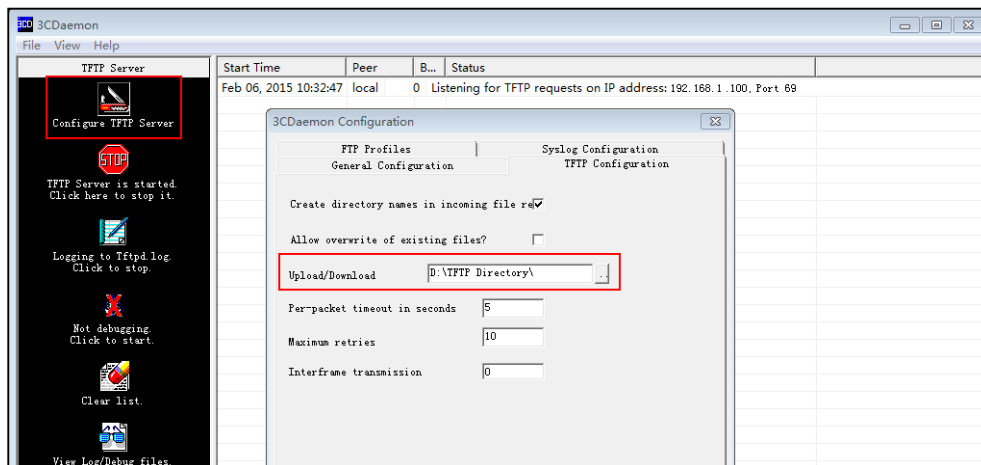 3CD 3CDaemon
File View Help
TFTP Server
Start Time Peer B... Status
Feb 06, 2015 10:32:47 local 0 Listening for TFTP requests on IP address: 192.168.1.100, Port 69
Configure TFTP Server
STOP
TFTP Server is started.
Click here to stop it.
Logging to Tftpd.log.
Click to stop.
Not debugging.
Click to start.
Clear list.
View Log/Debug files.
3CDaemon Configuration
FTP Profiles Syslog Configuration
General Configuration TFTP Configuration
Create directory names in incoming file re
Allow overwrite of existing files?
Upload/Download D:\TFTP Directory\ ..
Per-packet timeout in seconds 5
Maximum retries 10
Interframe transmission 0